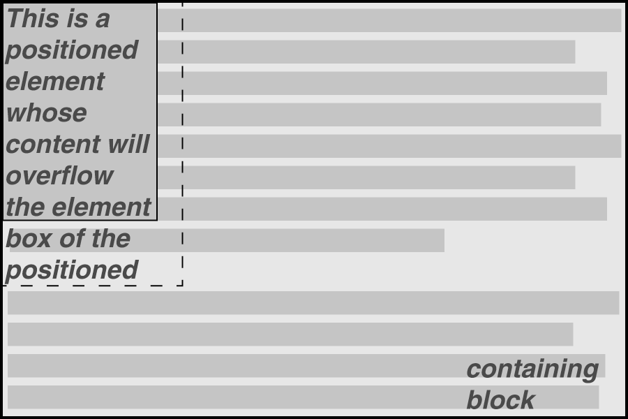 This is a
positioned
element
whose
content will
overflow
the element
box of the
positioned
containing
block